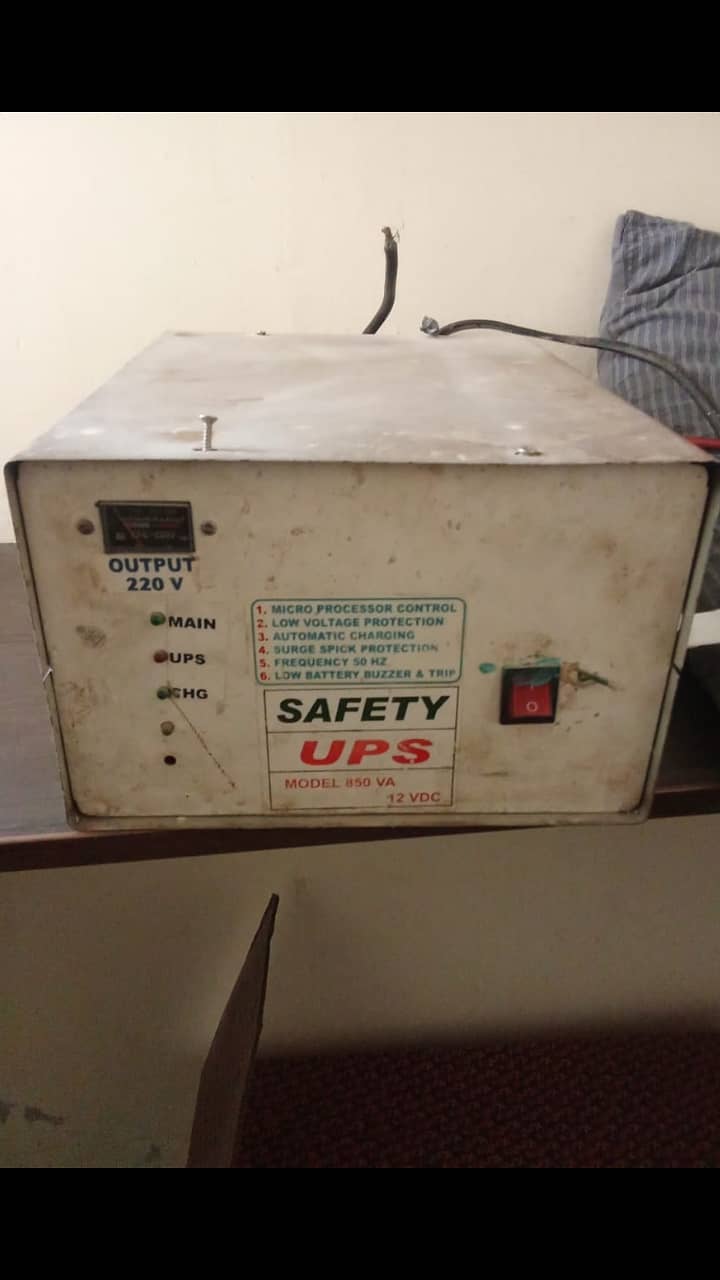 OUTPUT
220 V
MAIN
UPS
CHG
1. MICRO PROCESSOR CONTROL
2. LOW VOLTAGE PROTECTION
3. AUTOMATIC CHARGING
4. SURGE SPICK PROTECTION
5. FREQUENCY 50 HZ
6. LOW BATTERY BUZZER & TRIP
SAFETY
UPS
MODEL 850 VA
12 VDC